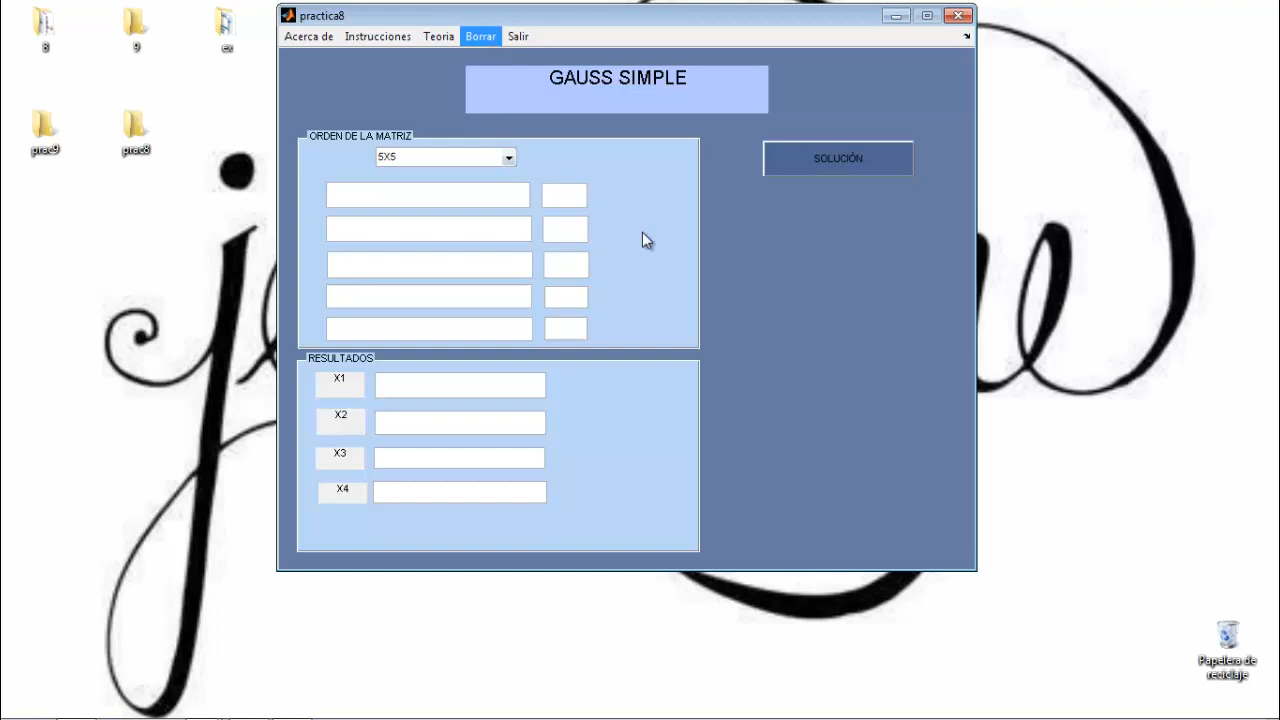 8
9
ex
prac9
prac8
practica8
Acerca de Instrucciones Teoria Borrar Salir
GAUSS SIMPLE
ORDEN DE LA MATRIZ
5X5
SOLUCIÓN
RESULTADOS
X1
X2
X3
X4
Papelera de
reciclaje